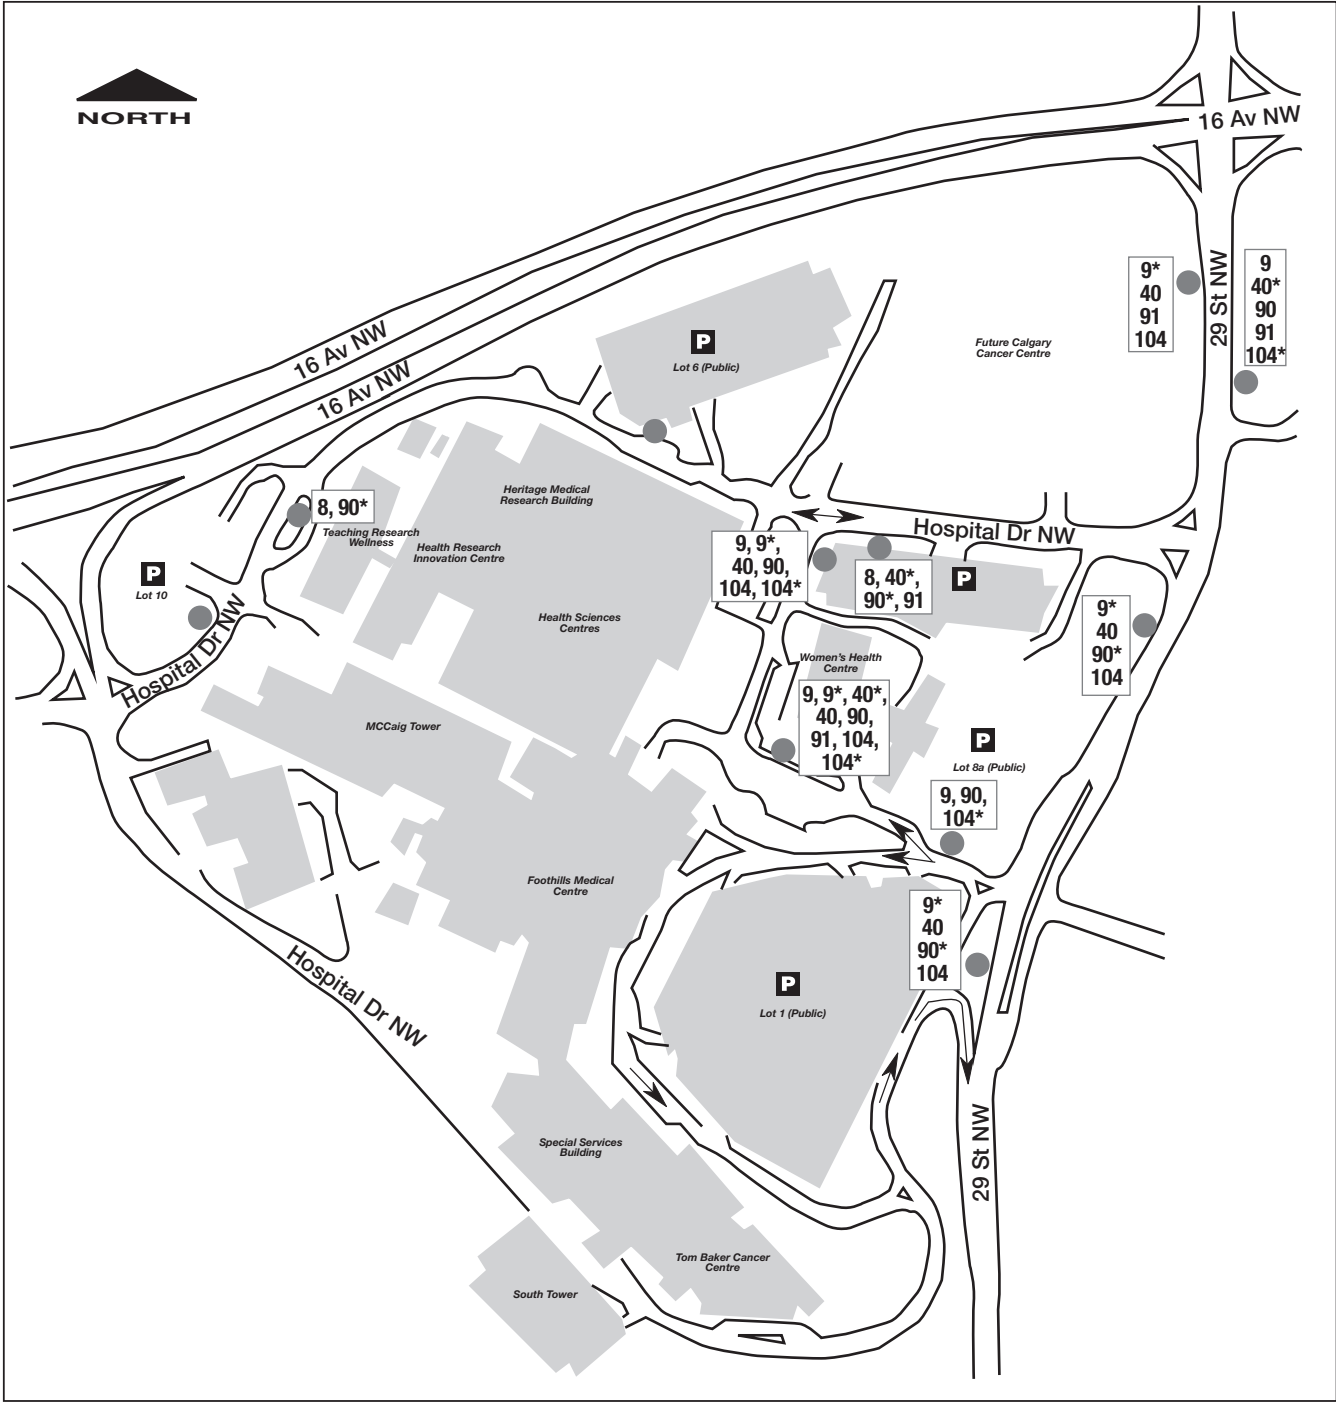 NORTH
16 Av NW
16 Av NW
16 Av NW
29 St NW
9*
40
91
104
9
40*
90
91
104*
Future Calgary
Cancer Centre
P
Lot 6 (Public)
8, 90*
Teaching Research
Wellness
Heritage Medical
Research Building
Health Research
Innovation Centre
Health Sciences
Centres
Hospital Dr NW
9, 9*,
40, 90,
104, 104*
8, 40*,
90*, 91
P
P
Lot 10
Hospital Dr NW
9*
40
90*
104
Women's Health
Centre
9, 9*, 40*,
40, 90,
91, 104,
104*
MCCaig Tower
P
Lot 8a (Public)
9, 90,
104*
Foothills Medical
Centre
9*
40
90*
104
P
Lot 1 (Public)
Hospital Dr NW
29 St NW
Special Services
Building
Tom Baker Cancer
Centre
South Tower